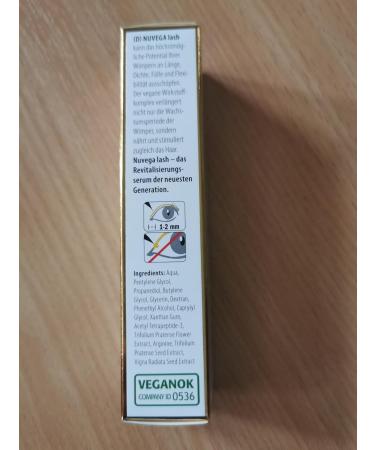 (D) NUVEGA lash
kann das höchstmög-
liche Potential Ihrer
Wimpern an Länge,
Dichte, Fülle und Flexi-
bilität ausschöpfen.
Der vegane Wirkstoff-
komplex verlängert
nicht nur die Wachs-
tumsperiode der
Wimper, sondern
nährt und stimuliert
zugleich das Haar.
Nuvega lash – das
Revitalisierungs-
serum der neuesten
Generation.
1-2 mm
Ingredients: Aqua,
Pentylene Glycol,
Propanediol, Butylene
Glycol, Glycerin, Dextran,
Phenethyl Alcohol, Caprylyl
Glycol, Xanthan Gum,
Acetyl Tetrapeptide-3,
Trifolium Pratense Flower
Extract, Arginine, Trifolium
Pratense Seed Extract,
Vigna Radiata Seed Extract
VEGANOK
COMPANY ID 0536